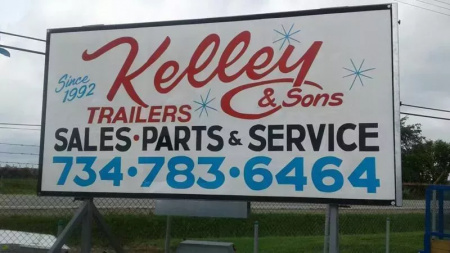 Since 1992
Kelley
& Sons
TRAILERS
SALES • PARTS & SERVICE
734 • 783 • 6464